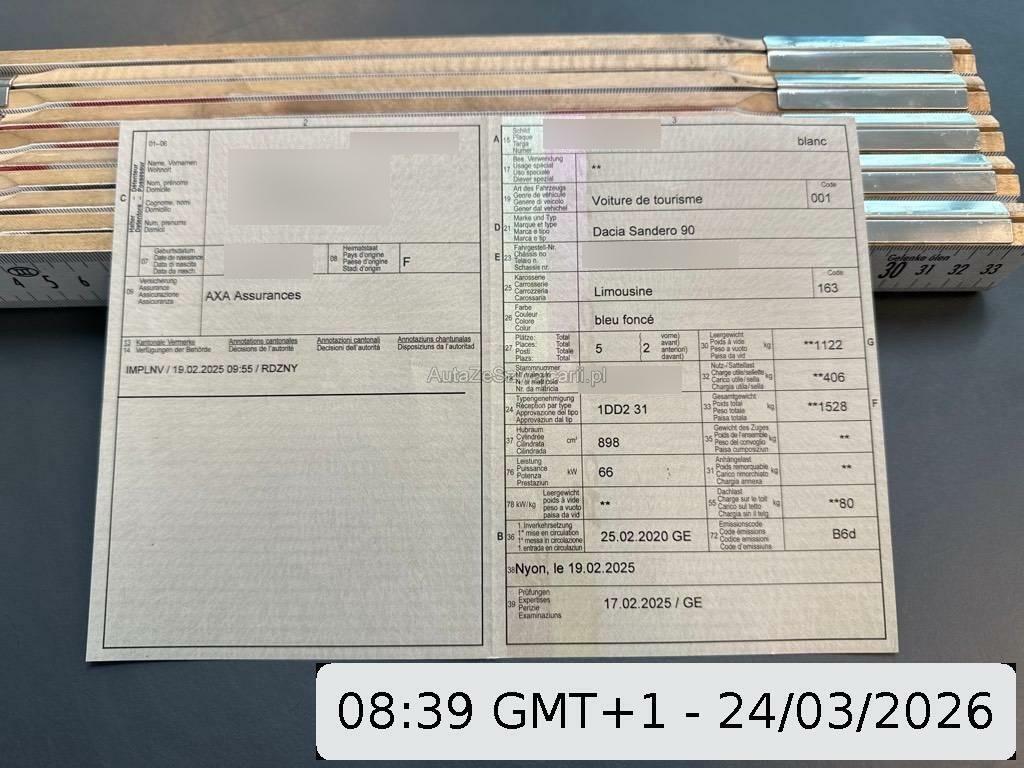 2
01-06
Halter Détenteur
Detentore Possessur
C
Name, Vornamen
Wohnort
Nom, prénoms
Domicile
Cognome, nomi
Domicilio
Num, prenums
Domicil
07 Geburtsdatum
Date de naissance
Data di nascita
Data da nasch.
08 Heimatstaat
Pays d'origine
Paese d'origine
Stadi d'origin
F
09 Versicherung
Assurance
Assicurazione
Assicuranza
AXA Assurances
13 Kantonale Vermerke Annotations cantonales Annotazioni cantonali Annotaziuns chantunalas
14 Verfügungen der Behörde Décisions de l'autorité Decisioni dell'autorità Disposiziuns da l'autoritad
IMPLNV / 19.02.2025 09:55 / RDZNY
3
A 15 Schild
Plaque
Targa
Numer
blanc
17 Bes. Verwendung
Usage spécial
Uso speciale
Diever spezial
**
19 Art des Fahrzeugs
Genre de véhicule
Genere di veicolo
Gener dal vehichel
Voiture de tourisme
Code
001
D 21 Marke und Typ
Marque et type
Marca e tipo
Marca e tip
Dacia Sandero 90
E 23 Fahrgestell-Nr.
Châssis no
Telaio n.
Schassis nr.
25 Karosserie
Carrosserie
Carrozzeria
Carossaria
Limousine
Code
163
26 Farbe
Couleur
Colore
Colur
bleu foncé
27 Plätze: Total
Places: Total
Posti: Totale
Plazs: Total
5
vorne)
avant)
anteriori)
davant)
2
30 Leergewicht
Poids à vide
Peso a vuoto
Paisa da vid
kg
**1122
G
Stammnummer
Nr. da matricla
32 Nutz-/Sattellast
Charge utile/sellette
Carico utile/sella
Chargia utila/sella
kg
**406
24 Typengenehmigung
Réception par type
Approvazione del tipo
Approvaziun dal tip
1DD2 31
33 Gesamtgewicht
Poids total
Peso totale
Paisa totala
kg
**1528
F
37 Hubraum
Cylindrée
Cilindrata
Cilindrada
cm³
898
35 Gewicht des Zuges
Poids de l'ensemble
Peso del convoglio
Paisa cumposiziun
kg
**
76 Leistung
Puissance
Potenza
Prestaziun
kW
66
31 Anhängelast
Poids remorquable
Carico rimorchiato
Chargia annexa
kg
**
78 kW/kg Leergewicht
poids à vide
peso a vuoto
paisa da vid
**
55 Dachlast
Charge sur le toit
Carico sul tetto
Chargia sin il tetg
kg
**80
B 36 1. Inverkehrsetzung
1re mise en circulation
1a messa in circolazione
1. entrada en circulaziun
25.02.2020 GE
72 Emissionscode
Code émissions
Codice emissioni
Code d'emissiuns
B6d
38 Nyon, le 19.02.2025
39 Prüfungen
Expertises
Perizie
Examinaziuns
17.02.2025 / GE
AutaZeSzwajcarii.pl
4 5 6
Gelenke ölen
30 31 32 33
08:39 GMT+1 - 24/03/2026